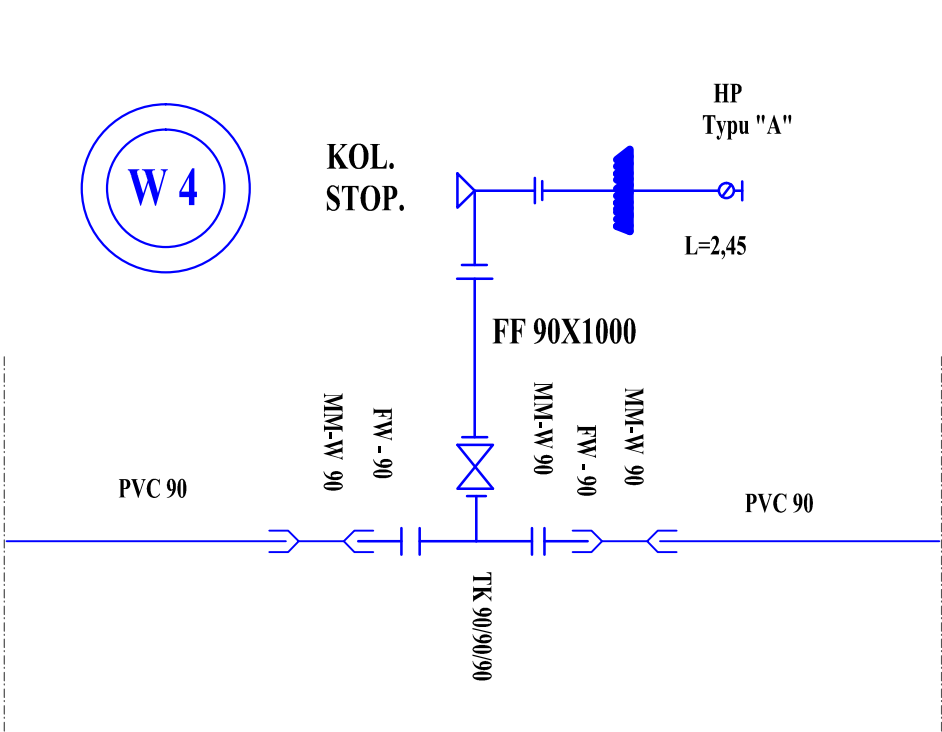 HP
Typu "A"
W 4
KOL.
STOP.
L=2,45
FF 90X1000
MM-W 90
FW - 90
MM-W 90
FW - 90
MM-W 90
PVC 90
PVC 90
TK 90/90/90